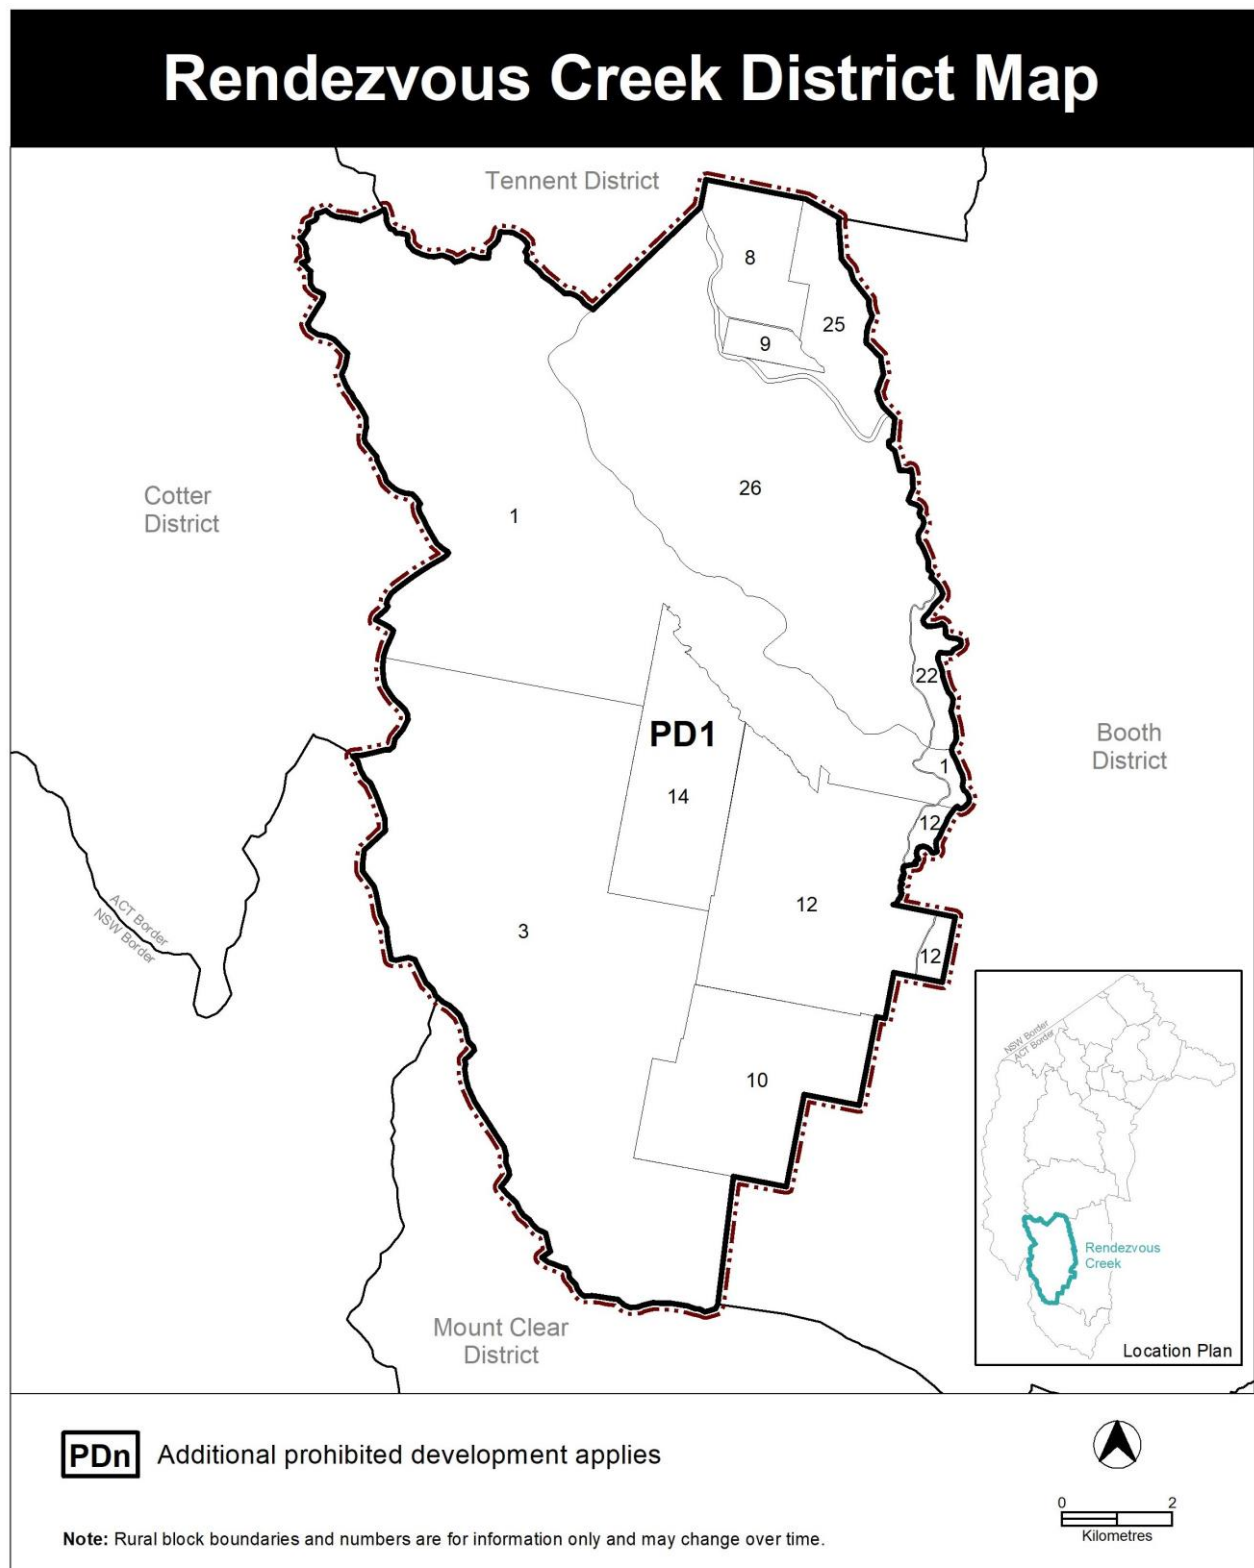 Rendezvous Creek District Map
Tennent District
8
25
9
26
Cotter
District
1
22
PD1
Booth
District
1
14
12
12
3
ACT Border
NSW Border
12
10
NSW Border
ACT Border
Rendezvous
Creek
Location Plan
Mount Clear
District
PDn Additional prohibited development applies
0 2
Kilometres
Note: Rural block boundaries and numbers are for information only and may change over time.